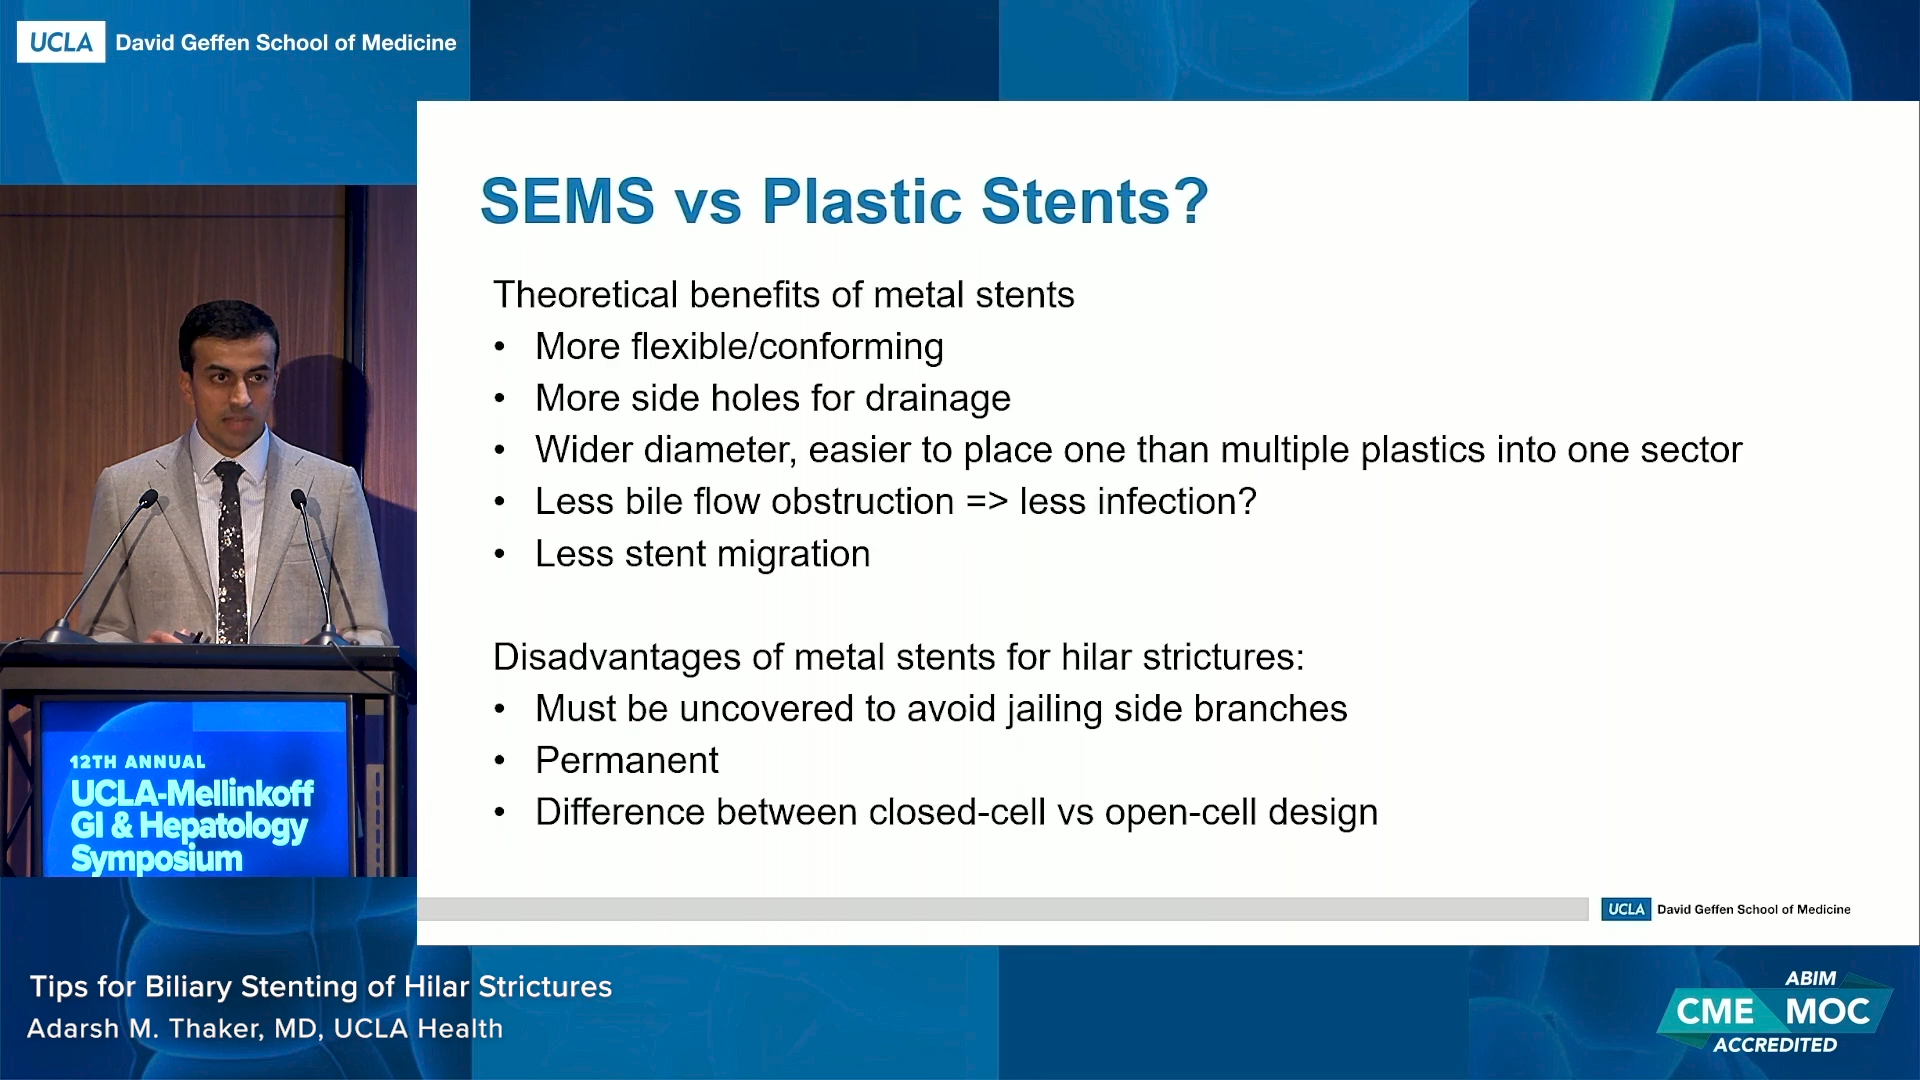 UCLA David Geffen School of Medicine
SEMS vs Plastic Stents?
Theoretical benefits of metal stents
• More flexible/conforming
• More side holes for drainage
• Wider diameter, easier to place one than multiple plastics into one sector
• Less bile flow obstruction => less infection?
• Less stent migration
Disadvantages of metal stents for hilar strictures:
• Must be uncovered to avoid jailing side branches
• Permanent
• Difference between closed-cell vs open-cell design
UCLA David Geffen School of Medicine
12TH ANNUAL
UCLA-Mellinkoff
GI & Hepatology
Symposium
Tips for Biliary Stenting of Hilar Strictures
Adarsh M. Thaker, MD, UCLA Health
ABIM
CME MOC
ACCREDITED